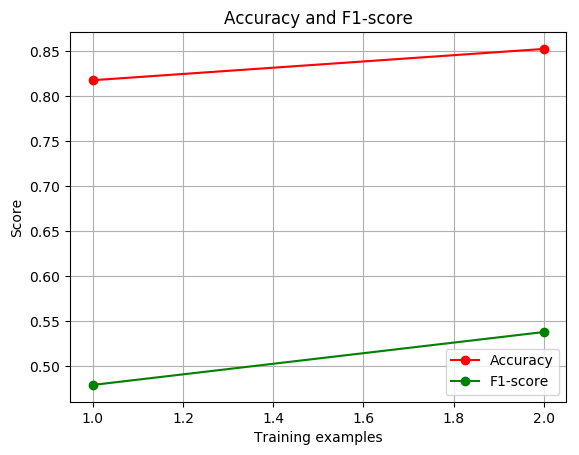 Accuracy and F1-score
Score
0.85
0.80
0.75
0.70
0.65
0.60
0.55
0.50
Accuracy
F1-score
1.0 1.2 1.4 1.6 1.8 2.0
Training examples